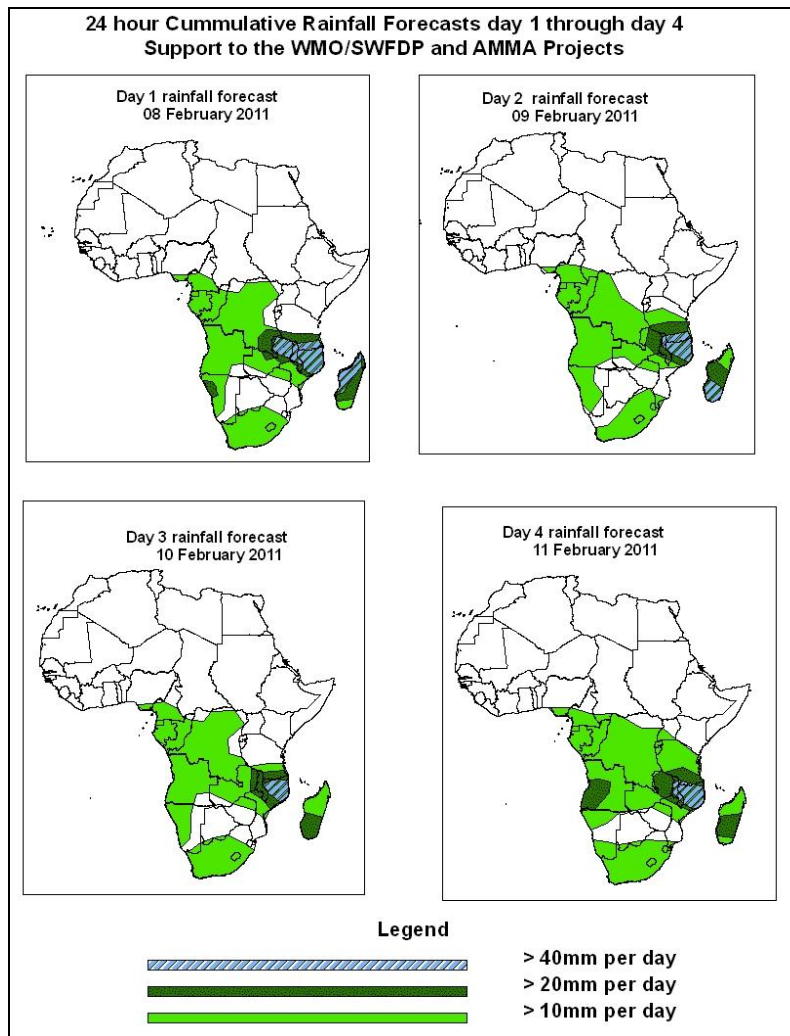 24 hour Cummulative Rainfall Forecasts day 1 through day 4
Support to the WMO/SWFDP and AMMA Projects
Day 1 rainfall forecast
08 February 2011
Day 2 rainfall forecast
09 February 2011
Day 3 rainfall forecast
10 February 2011
Day 4 rainfall forecast
11 February 2011
Legend
> 40mm per day
> 20mm per day
> 10mm per day